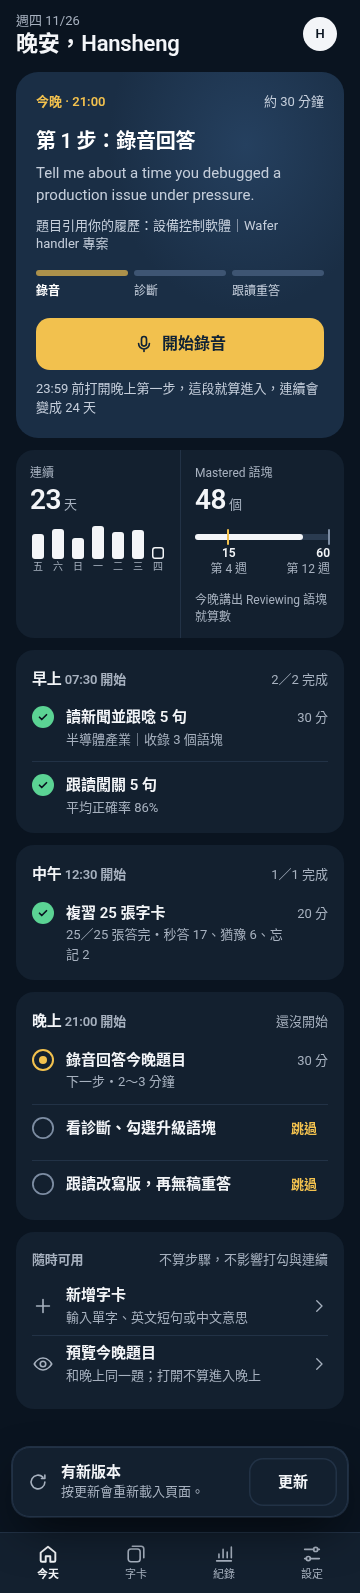 週四 11/26
晚安，Hansheng
H
今晚 · 21:00
約 30 分鐘
第 1 步：錄音回答
Tell me about a time you debugged a
production issue under pressure.
題目引用你的履歷：設備控制軟體｜Wafer
handler 專案
錄音
診斷
跟讀重答
開始錄音
23:59 前打開晚上第一步，這段就算進入，連續會
變成 24 天
連續
23 天
五 六 日 一 二 三 四
Mastered 語塊
48 個
15 60
第 4 週 第 12 週
今晚講出 Reviewing 語塊
就算數
早上 07:30 開始
2／2 完成
讀新聞並跟唸 5 句
30 分
半導體產業｜收錄 3 個語塊
跟讀闖關 5 句
平均正確率 86%
中午 12:30 開始
1／1 完成
複習 25 張字卡
20 分
25／25 張答完・秒答 17、猶豫 6、忘
記 2
晚上 21:00 開始
還沒開始
錄音回答今晚題目
30 分
下一步・2～3 分鐘
看診斷、勾選升級語塊
跳過
跟讀改寫版，再無稿重答
跳過
隨時可用
不算步驟，不影響打勾與連續
新增字卡
輸入單字、英文短句或中文意思
預覽今晚題目
和晚上同一題；打開不算進入晚上
有新版本
按更新會重新載入頁面。
更新
今天
字卡
紀錄
設定